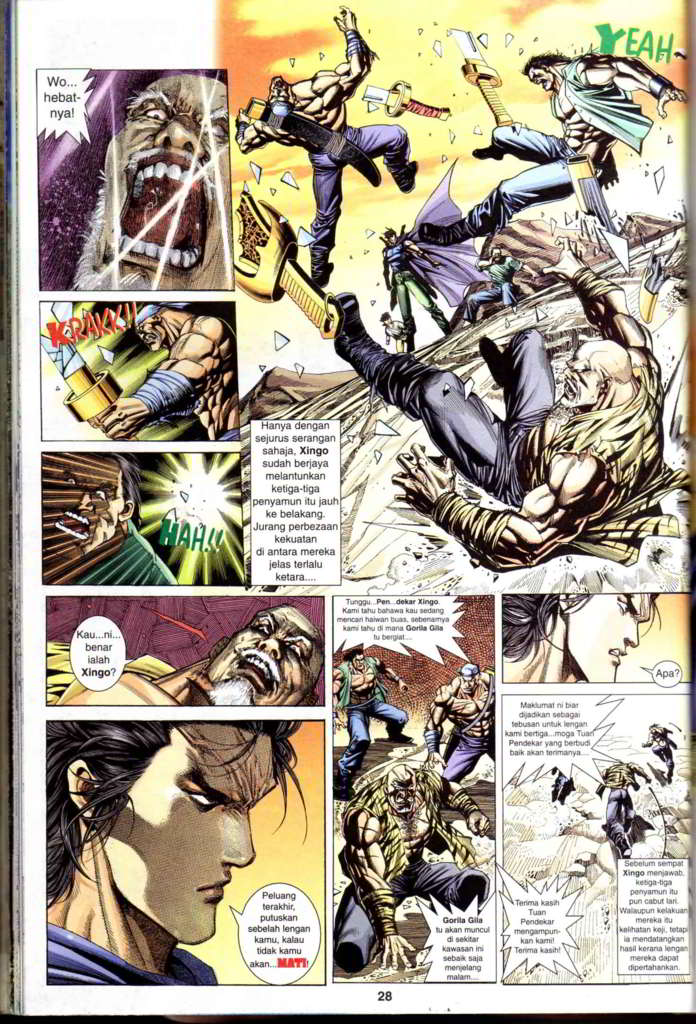 Wo...
hebat-
nya!
YEAH
KRAKK!!
HAH!!
Hanya dengan
sejurus serangan
sahaja, Xingo
sudah berjaya
melantunkan
ketiga-tiga
penyamun itu jauh
ke belakang.
Jurang perbezaan
kekuatan
di antara mereka
jelas terlalu
ketara....
Kau...ni...
benar
ialah
Xingo?
Peluang
terakhir,
putuskan
sebelah lengan
kamu, kalau
tidak kamu
akan...MATI!
Tunggu...Pen...dekar Xingo.
Kami tahu bahawa kau sedang
mencari haiwan buas, sebenarnya
kami tahu di mana Gorila Gila
tu bergiat....
Gorila Gila
tu akan muncul
di sekitar
kawasan ini
sebaik saja
menjelang
malam....
Apa?
Maklumat ni biar
dijadikan sebagai
tebusan untuk lengan
kami bertiga...moga Tuan
Pendekar yang berbudi
baik akan terimanya....
Terima kasih
Tuan
Pendekar
mengampun-
kan kami!
Terima Kasih!
Sebelum sempat
Xingo menjawab,
ketiga-tiga
penyamun itu
pun cabut lari.
Walaupun kelakuan
mereka itu
kelihatan keji, tetapi
ia mendatangkan
hasil kerana lengan
mereka dapat
dipertahankan.
28